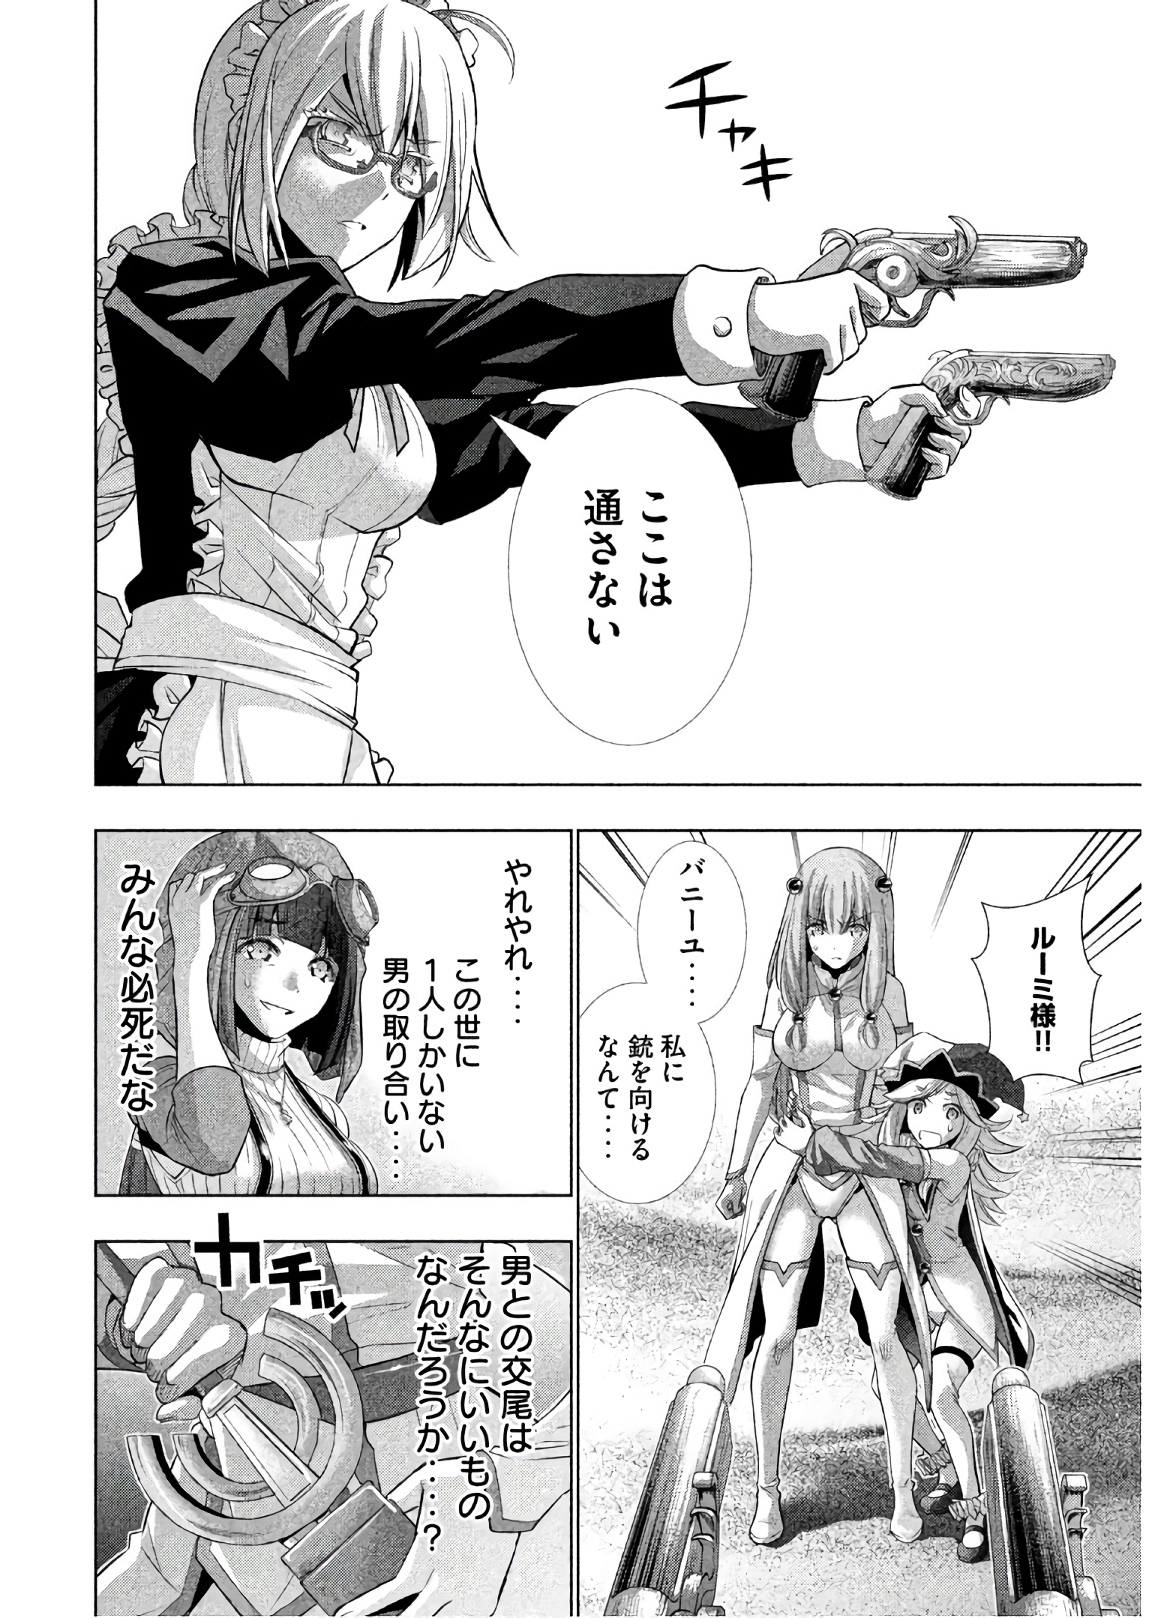 チャキ
ここは
通さない
ルーミ様!!
バニーユ‥‥
私に
銃を向ける
なんて‥‥
やれやれ‥‥
この世に
1人しかいない
男の取り合い‥‥
みんな必死だな
カチッ
男との交尾は
そんなにいいもの
なんだろうか‥‥?